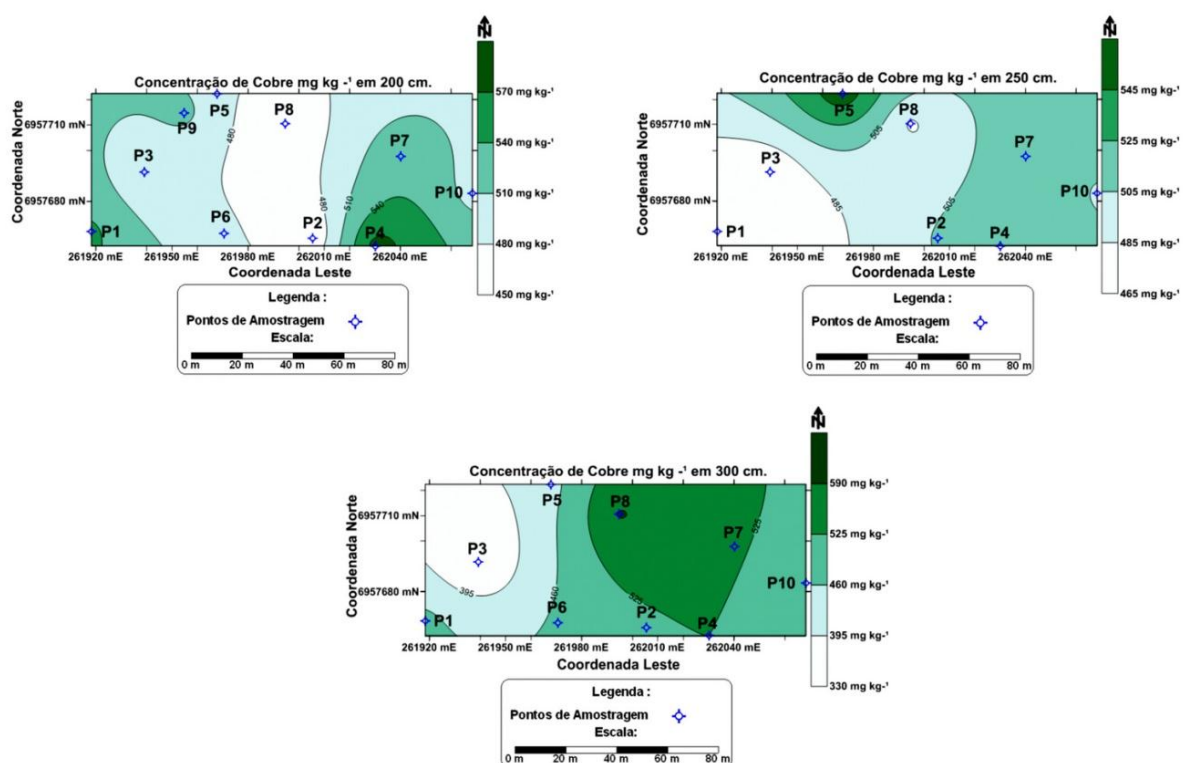 N
Concentração de Cobre mg kg -¹ em 200 cm.
Coordenada Norte
6957710 mN
6957680 mN
P5
P8
P9
P7
P3
P10
P6
P2
P1
P4
480
480
510
540
261920 mE 261950 mE 261980 mE 262010 mE 262040 mE
Coordenada Leste
570 mg kg-¹
540 mg kg-¹
510 mg kg-¹
480 mg kg-¹
450 mg kg-¹
Legenda :
Pontos de Amostragem
Escala:
0 m 20 m 40 m 60 m 80 m
N
Concentração de Cobre mg kg -¹ em 250 cm.
Coordenada Norte
6957710 mN
6957680 mN
P5
P8
P7
P3
P10
P2
P1
P4
505
485
505
261920 mE 261950 mE 261980 mE 262010 mE 262040 mE
Coordenada Leste
545 mg kg-¹
525 mg kg-¹
505 mg kg-¹
485 mg kg-¹
465 mg kg-¹
Legenda :
Pontos de Amostragem
Escala:
0 m 20 m 40 m 60 m 80 m
N
Concentração de Cobre mg kg -¹ em 300 cm.
Coordenada Norte
6957710 mN
6957680 mN
P5
P8
P7
P3
P10
P6
P2
P1
P4
395
460
525
525
261920 mE 261950 mE 261980 mE 262010 mE 262040 mE
Coordenada Leste
590 mg kg-¹
525 mg kg-¹
460 mg kg-¹
395 mg kg-¹
330 mg kg-¹
Legenda :
Pontos de Amostragem
Escala:
0 m 20 m 40 m 60 m 80 m